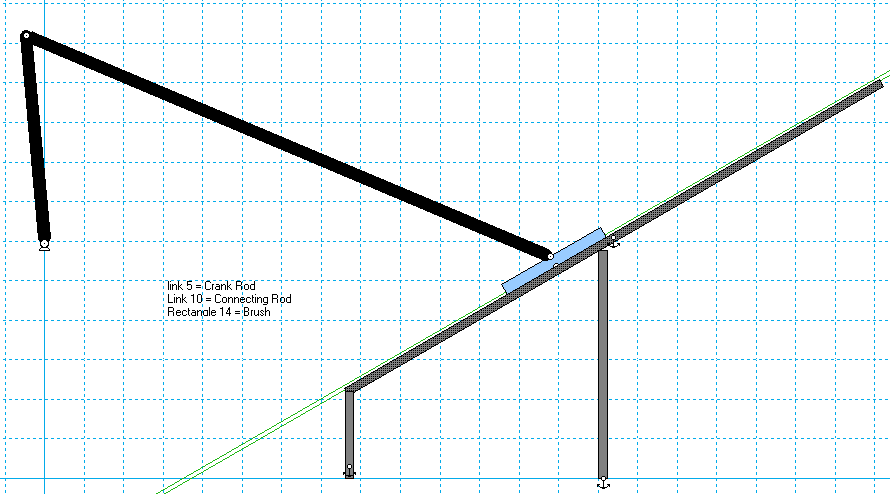 link 5 = Crank Rod
Link 10 = Connecting Rod
Rectangle 14 = Brush